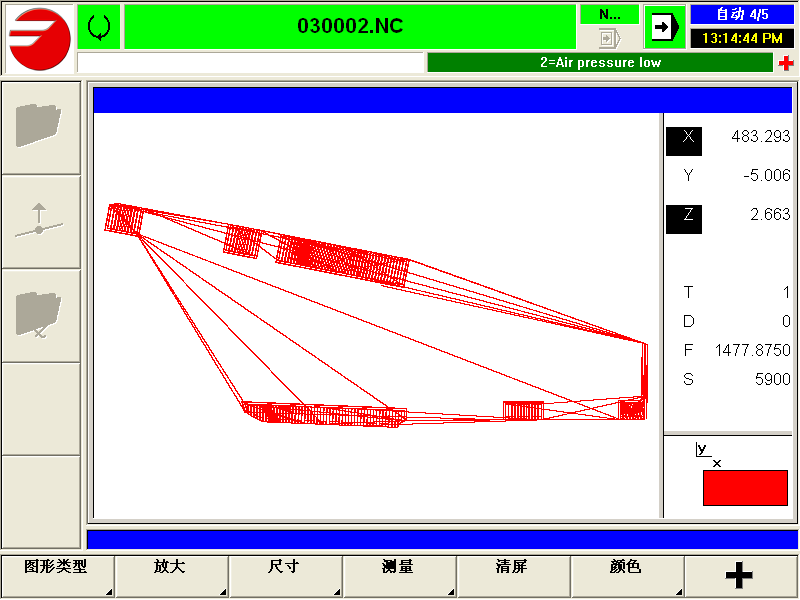 030002.NC
N...
自动 4/5
13:14:44 PM
2=Air pressure low
X 483.293
Y -5.006
Z 2.663
T 1
D 0
F 1477.8750
S 5900
y
x
图形类型 放大 尺寸 测量 清屏 颜色